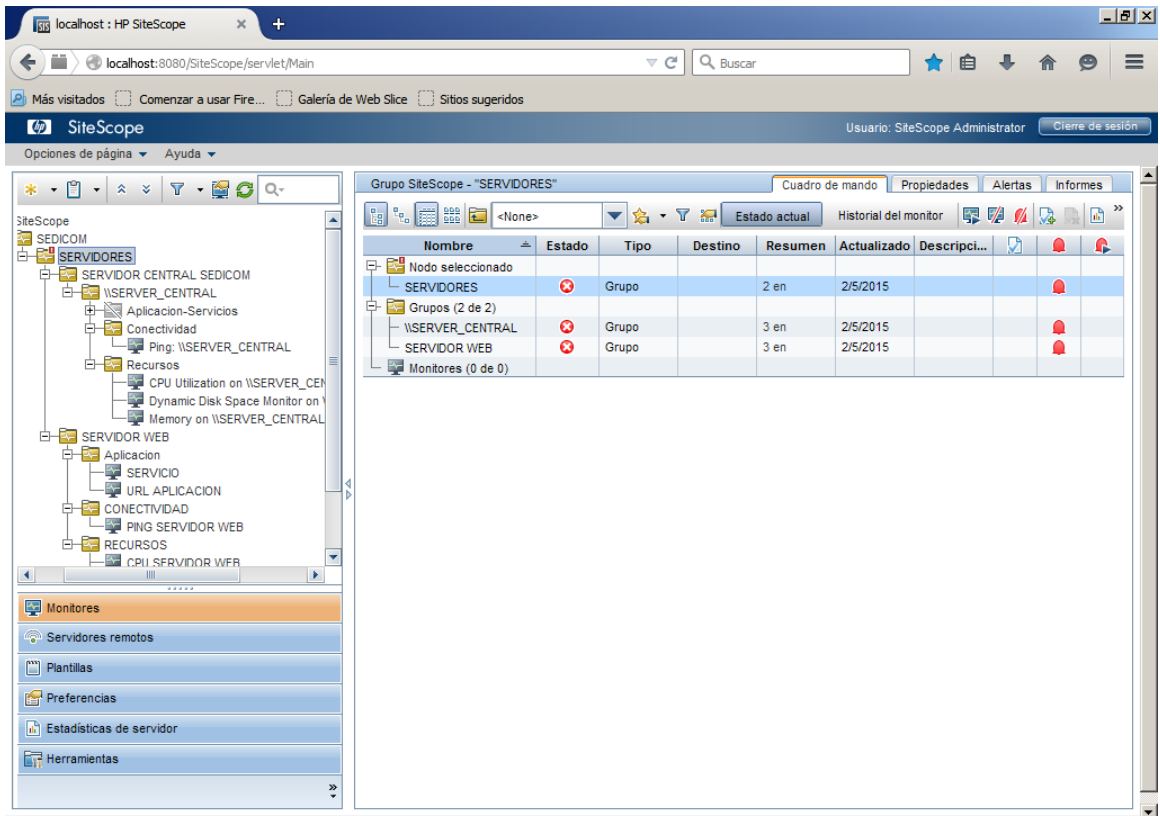 localhost : HP SiteScope
localhost:8080/SiteScope/servlet/Main
Buscar
Más visitados Comenzar a usar Fire... Galería de Web Slice Sitios sugeridos
hp SiteScope Usuario: SiteScope Administrator Cierre de sesión
Opciones de página Ayuda
SiteScope
SEDICOM
SERVIDORES
SERVIDOR CENTRAL SEDICOM
\\SERVER_CENTRAL
Aplicacion-Servicios
Conectividad
Ping: \\SERVER_CENTRAL
Recursos
CPU Utilization on \\SERVER_CEN
Dynamic Disk Space Monitor on \
Memory on \\SERVER_CENTRAL
SERVIDOR WEB
Aplicacion
SERVICIO
URL APLICACION
CONECTIVIDAD
PING SERVIDOR WEB
RECURSOS
CPU SERVIDOR WEB
Monitores
Servidores remotos
Plantillas
Preferencias
Estadísticas de servidor
Herramientas
Grupo SiteScope - "SERVIDORES" Cuadro de mando Propiedades Alertas Informes
<None> Estado actual Historial del monitor
Nombre Estado Tipo Destino Resumen Actualizado Descripci...
Nodo seleccionado
SERVIDORES Grupo 2 en 2/5/2015
Grupos (2 de 2)
\\SERVER_CENTRAL Grupo 3 en 2/5/2015
SERVIDOR WEB Grupo 3 en 2/5/2015
Monitores (0 de 0)